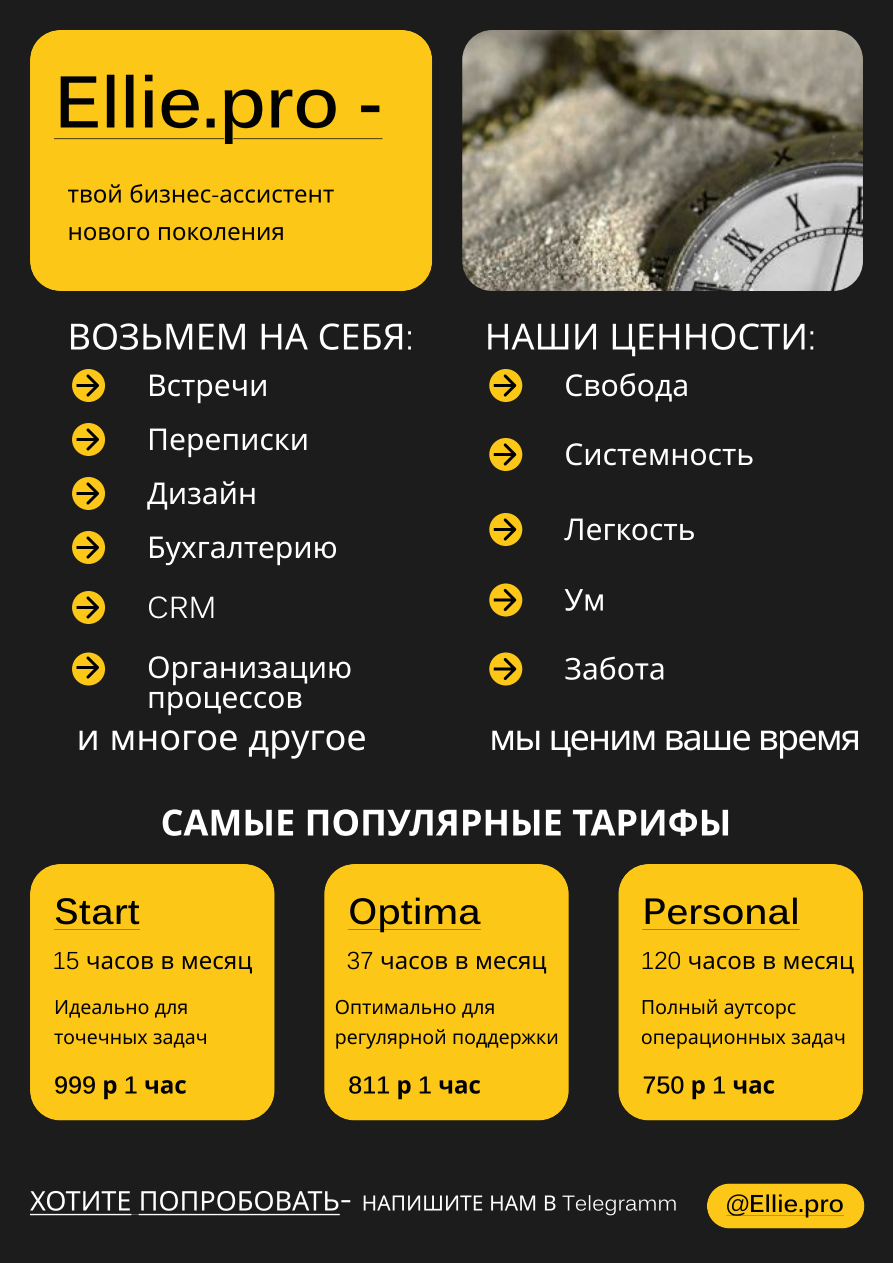 Ellie.pro -
твой бизнес-ассистент
нового поколения
ВОЗЬМЕМ НА СЕБЯ:
Встречи
Переписки
Дизайн
Бухгалтерию
CRM
Организацию
процессов
и многое другое
НАШИ ЦЕННОСТИ:
Свобода
Системность
Легкость
Ум
Забота
мы ценим ваше время
САМЫЕ ПОПУЛЯРНЫЕ ТАРИФЫ
Start
15 часов в месяц
Идеально для
точечных задач
999 р 1 час
Optima
37 часов в месяц
Оптимально для
регулярной поддержки
811 р 1 час
Personal
120 часов в месяц
Полный аутсорс
операционных задач
750 р 1 час
ХОТИТЕ ПОПРОБОВАТЬ- НАПИШИТЕ НАМ В Telegramm
@Ellie.pro